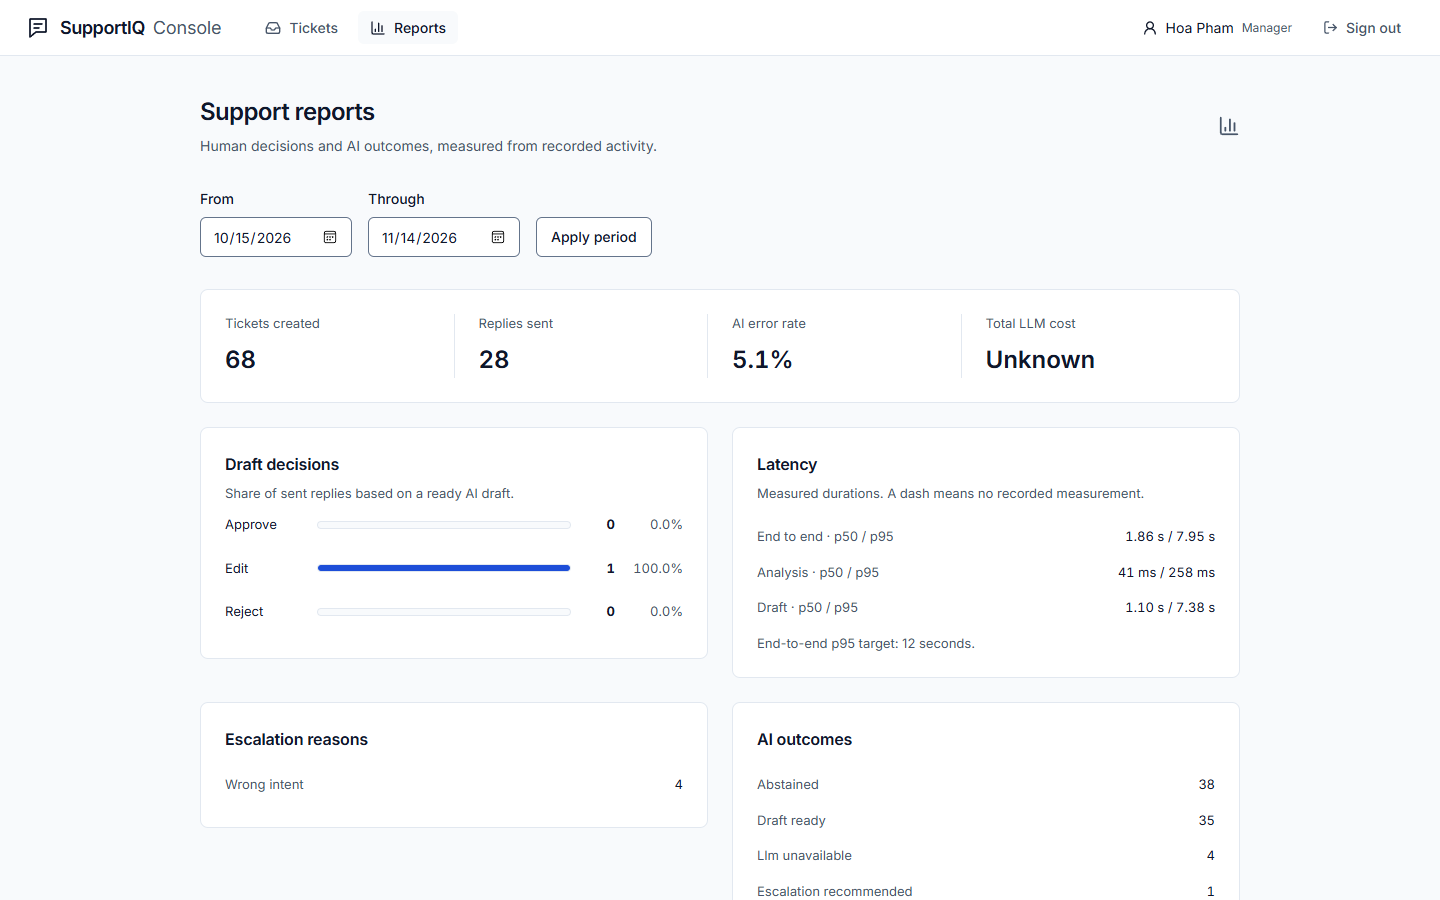 SupportIQ Console
Tickets
Reports
Hoa Pham Manager
Sign out
Support reports
Human decisions and AI outcomes, measured from recorded activity.
From
Through
10/15/2026
11/14/2026
Apply period
Tickets created
68
Replies sent
28
AI error rate
5.1%
Total LLM cost
Unknown
Draft decisions
Share of sent replies based on a ready AI draft.
Approve 0 0.0%
Edit 1 100.0%
Reject 0 0.0%
Latency
Measured durations. A dash means no recorded measurement.
End to end · p50 / p95 1.86 s / 7.95 s
Analysis · p50 / p95 41 ms / 258 ms
Draft · p50 / p95 1.10 s / 7.38 s
End-to-end p95 target: 12 seconds.
Escalation reasons
Wrong intent 4
AI outcomes
Abstained 38
Draft ready 35
Llm unavailable 4
Escalation recommended 1